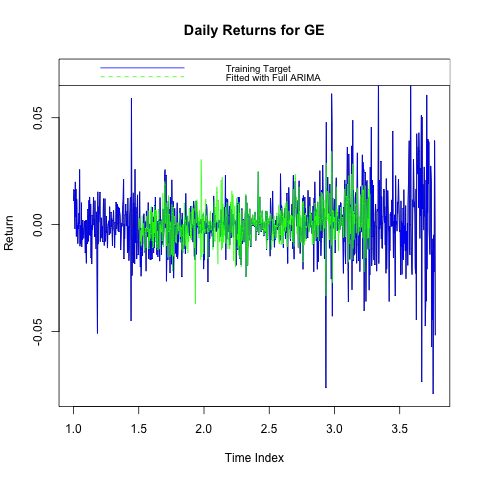 Daily Returns for GE
Training Target
Fitted with Full ARIMA
Return
0.05
0.00
-0.05
1.0 1.5 2.0 2.5 3.0 3.5
Time Index